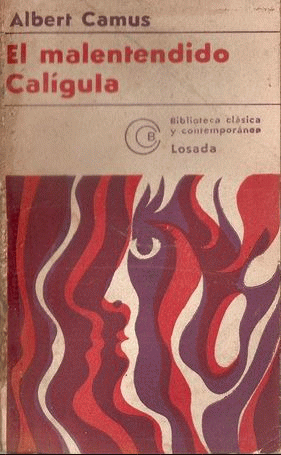 Albert Camus
El malentendido
Calígula
B
Biblioteca clásica
y contemporánea
Losada